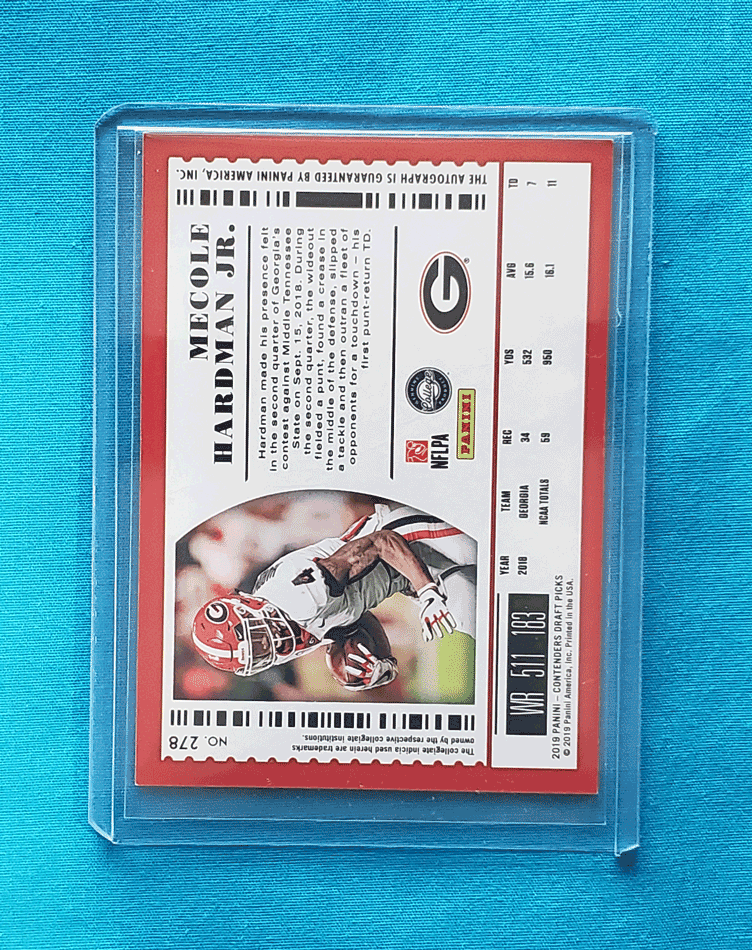 THE AUTOGRAPH IS GUARANTEED BY PANINI AMERICA, INC.
MECOLE
HARDMAN JR.
Hardman made his presence felt
in the second quarter of Georgia's
contest against Middle Tennessee
State on Sept. 15, 2018. During
the second quarter, the wideout
fielded a punt, found a crease in
the middle of the defense, slipped
a tackle and then outran a fleet of
opponents for a touchdown – his
first punt-return TD.
NFLPA
PANINI
College
G
4
NO. 278
The collegiate indicia used herein are trademarks
owned by the respective collegiate institutions.
WR 511 183
YEAR TEAM REC YDS AVG TD
2018 GEORGIA 34 532 15.6 7
NCAA TOTALS 59 950 16.1 11
2019 PANINI – CONTENDERS DRAFT PICKS
© 2019 Panini America, Inc. Printed in the USA.